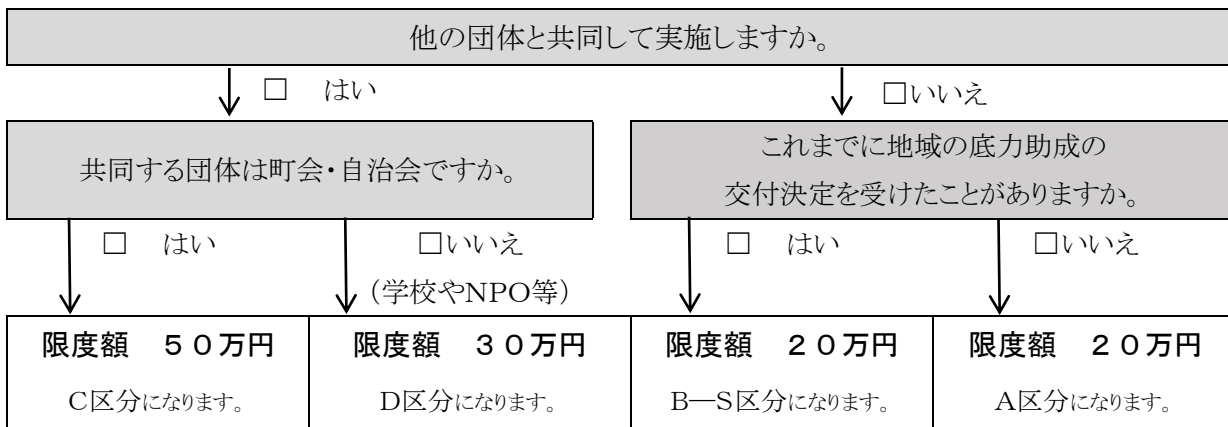 他の団体と共同して実施しますか。
□ はい
□いいえ
共同する団体は町会・自治会ですか。
これまでに地域の底力助成の
交付決定を受けたことがありますか。
□ はい
□いいえ
(学校やNPO等)
□ はい
□いいえ
限度額 50万円
C区分になります。
限度額 30万円
D区分になります。
限度額 20万円
B―S区分になります。
限度額 20万円
A区分になります。